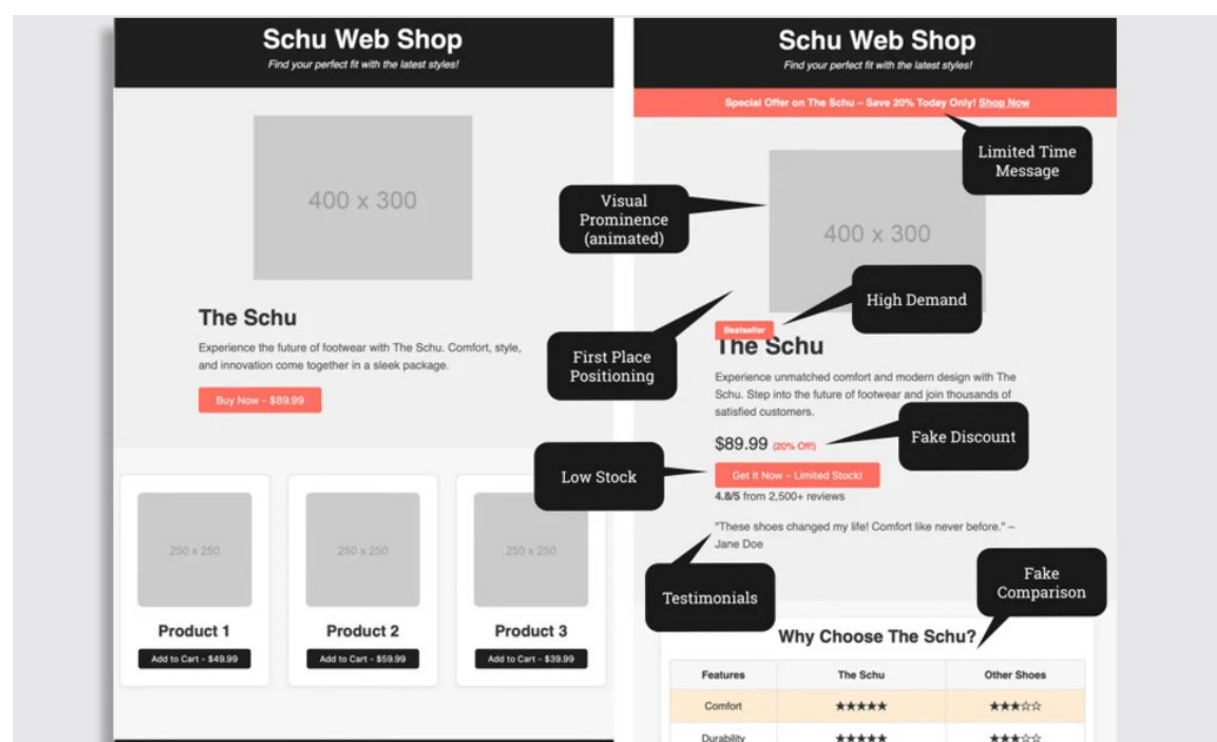 Schu Web Shop
Find your perfect fit with the latest styles!
400 x 300
The Schu
Experience the future of footwear with The Schu. Comfort, style,
and innovation come together in a sleek package.
Buy Now - $89.99
250 x 250
Product 1
Add to Cart - $49.99
250 x 250
Product 2
Add to Cart - $59.99
250 x 250
Product 3
Add to Cart - $39.99
Schu Web Shop
Find your perfect fit with the latest styles!
Special Offer on The Schu – Save 20% Today Only! Shop Now
Limited Time
Message
Visual
Prominence
(animated)
400 x 300
High Demand
First Place
Positioning
Bestseller
The Schu
Experience unmatched comfort and modern design with The
Schu. Step into the future of footwear and join thousands of
satisfied customers.
$89.99 (20% Off!)
Fake Discount
Low Stock
Get It Now – Limited Stock!
4.8/5 from 2,500+ reviews
"These shoes changed my life! Comfort like never before." –
Jane Doe
Testimonials
Fake
Comparison
Why Choose The Schu?
Features The Schu Other Shoes
Comfort ★★★★★ ★★★☆☆
Durability ★★★★★ ★★★☆☆